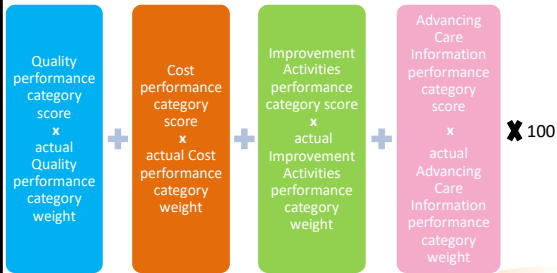 Quality
performance
category
score
x
actual
Quality
performance
category
weight
+
Cost
performance
category
score
x
actual Cost
performance
category
weight
+
Improvement
Activities
performance
category score
x
actual
Improvement
Activities
performance
category
weight
+
Advancing
Care
Information
performance
category
score
x
actual
Advancing
Care
Information
performance
category
weight
✖ 100